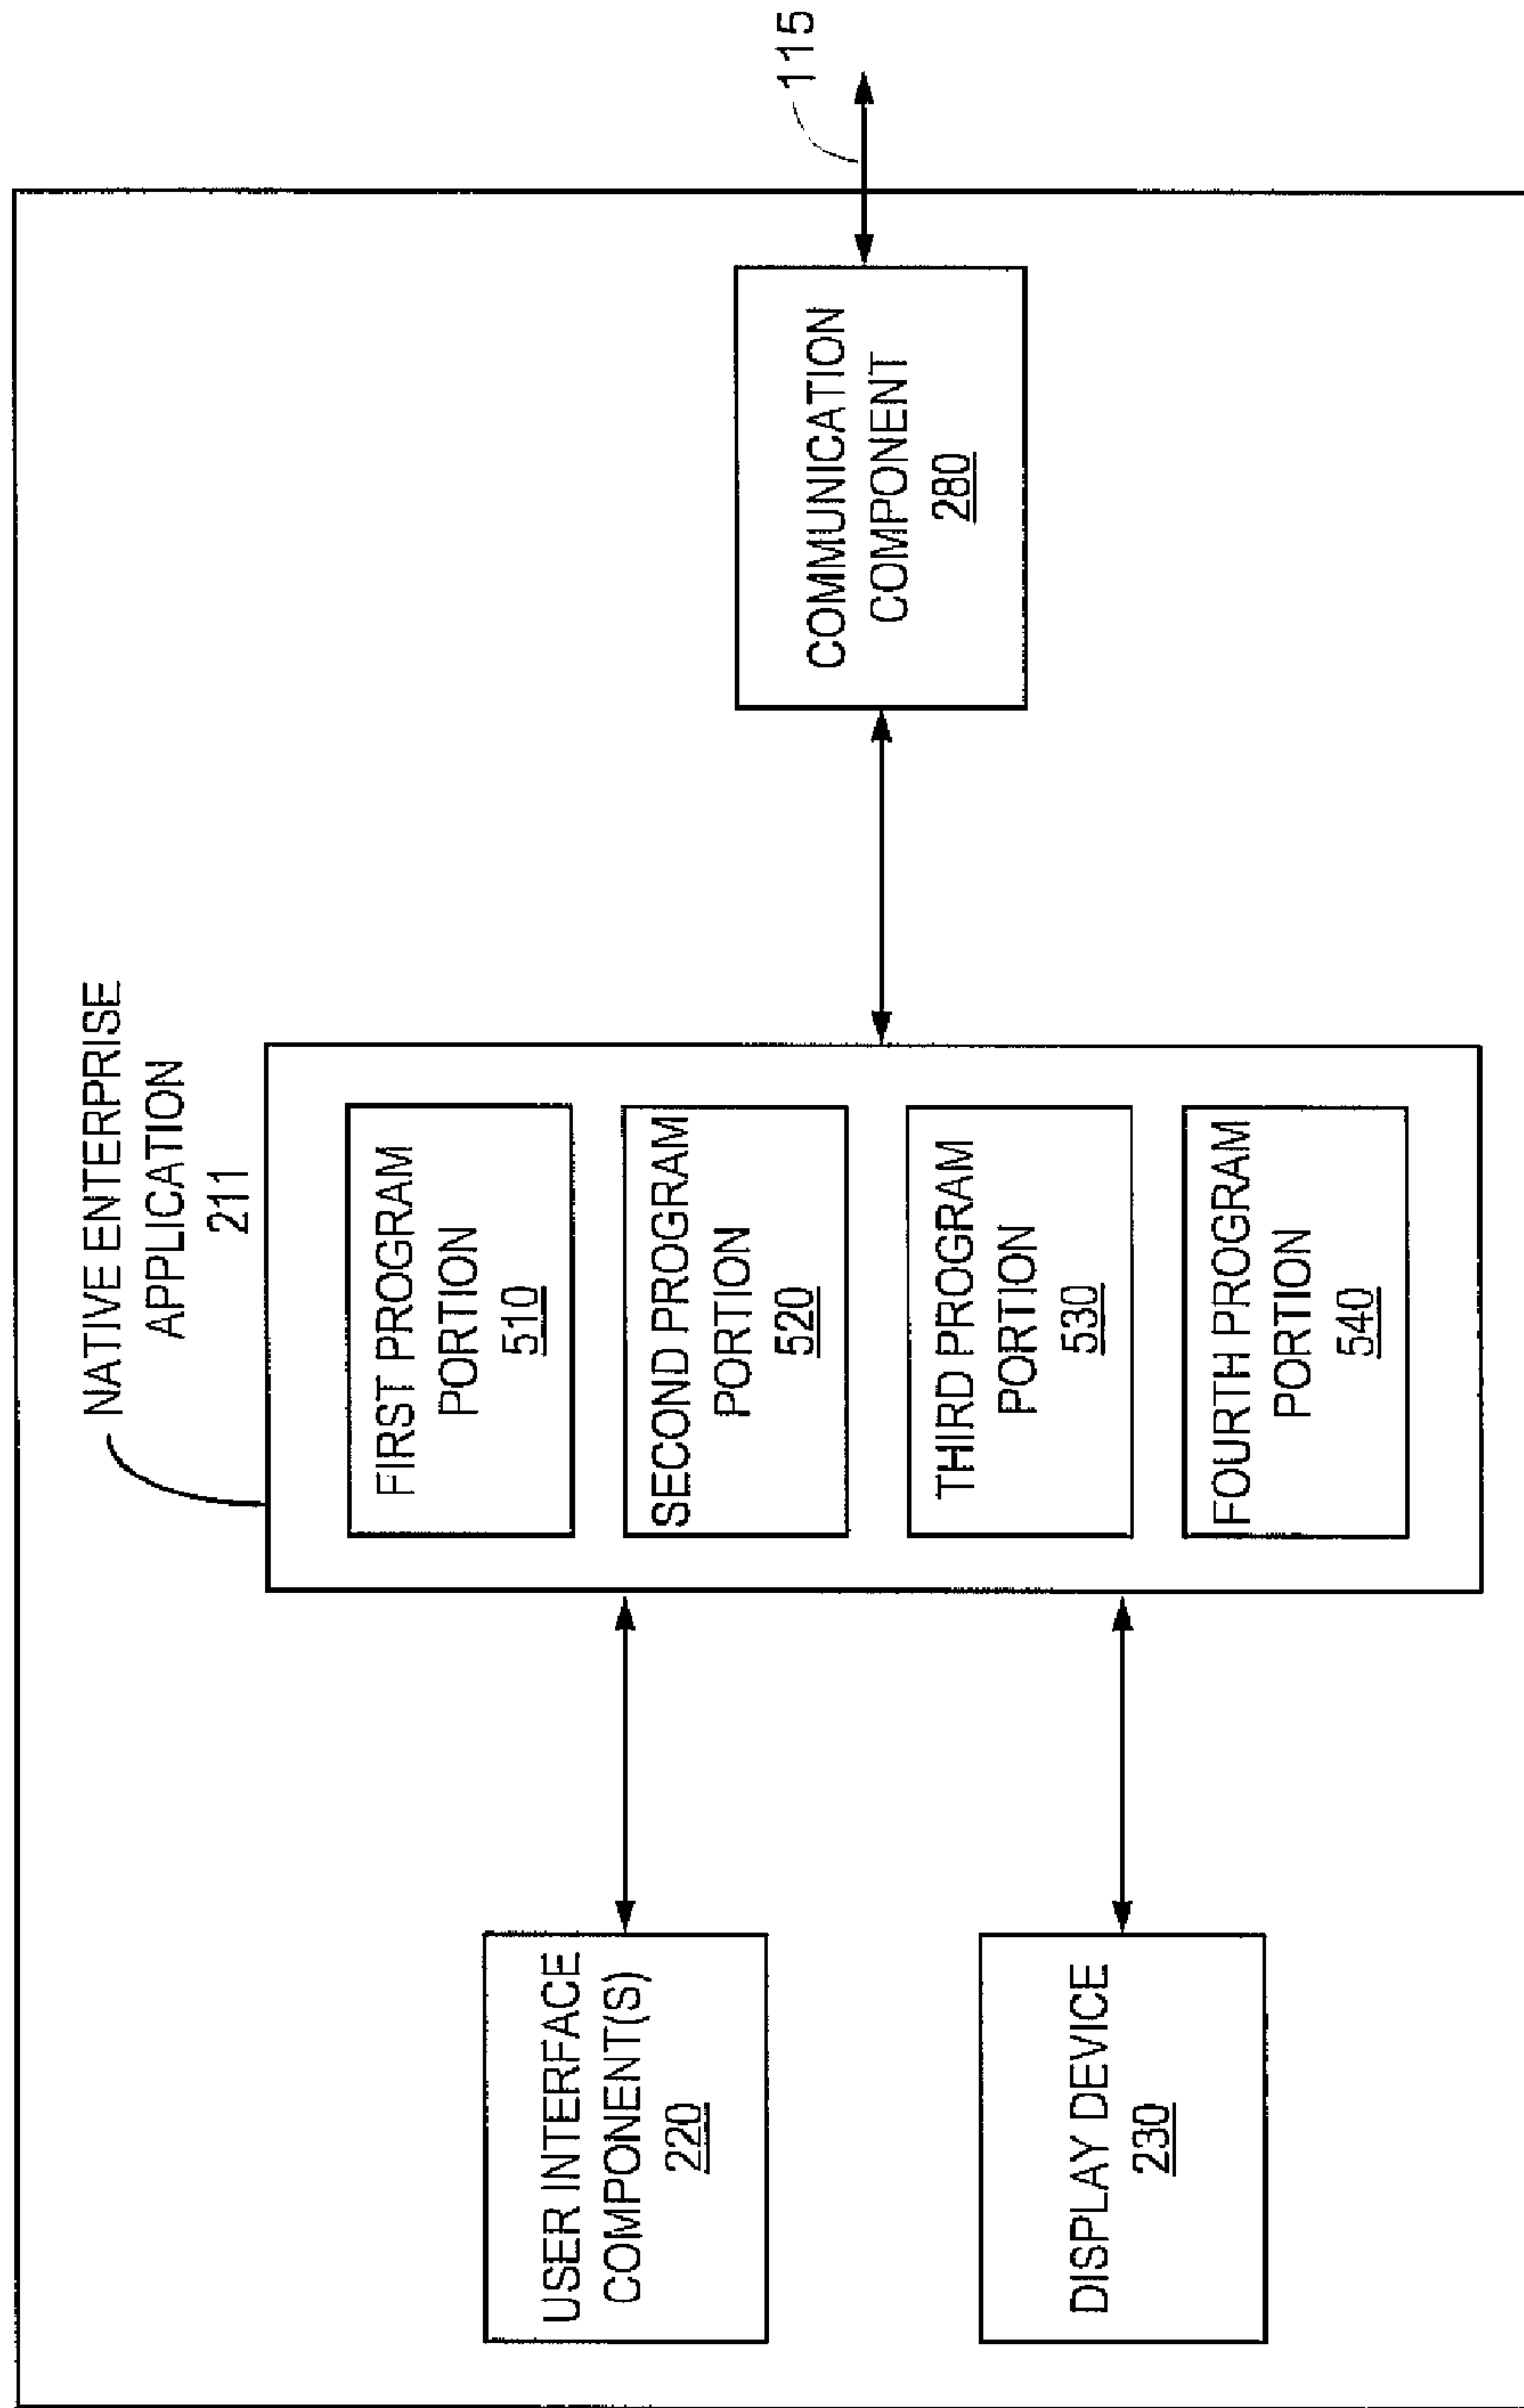 NATIVE ENTERPRISE
APPLICATION
211
USER INTERFACE
COMPONENT(S)
220
DISPLAY DEVICE
230
FIRST PROGRAM
PORTION
510
SECOND PROGRAM
PORTION
520
THIRD PROGRAM
PORTION
530
FOURTH PROGRAM
PORTION
540
COMMUNICATION
COMPONENT
280
115